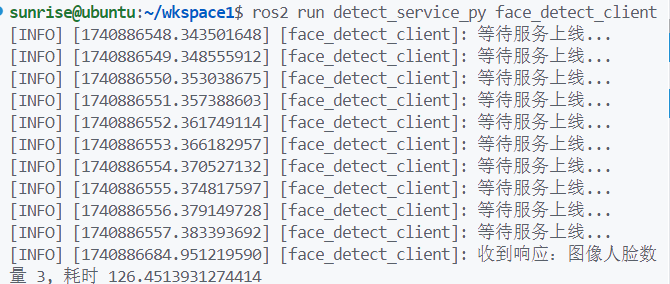 sunrise@ubuntu:~/wkspace1$ ros2 run detect_service_py face_detect_client
[INFO] [1740886548.343501648] [face_detect_client]: 等待服务上线...
[INFO] [1740886549.348555912] [face_detect_client]: 等待服务上线...
[INFO] [1740886550.353038675] [face_detect_client]: 等待服务上线...
[INFO] [1740886551.357388603] [face_detect_client]: 等待服务上线...
[INFO] [1740886552.361749114] [face_detect_client]: 等待服务上线...
[INFO] [1740886553.366182957] [face_detect_client]: 等待服务上线...
[INFO] [1740886554.370527132] [face_detect_client]: 等待服务上线...
[INFO] [1740886555.374817597] [face_detect_client]: 等待服务上线...
[INFO] [1740886556.379149728] [face_detect_client]: 等待服务上线...
[INFO] [1740886557.383393692] [face_detect_client]: 等待服务上线...
[INFO] [1740886684.951219590] [face_detect_client]: 收到响应：图像人脸数
量 3, 耗时 126.4513931274414